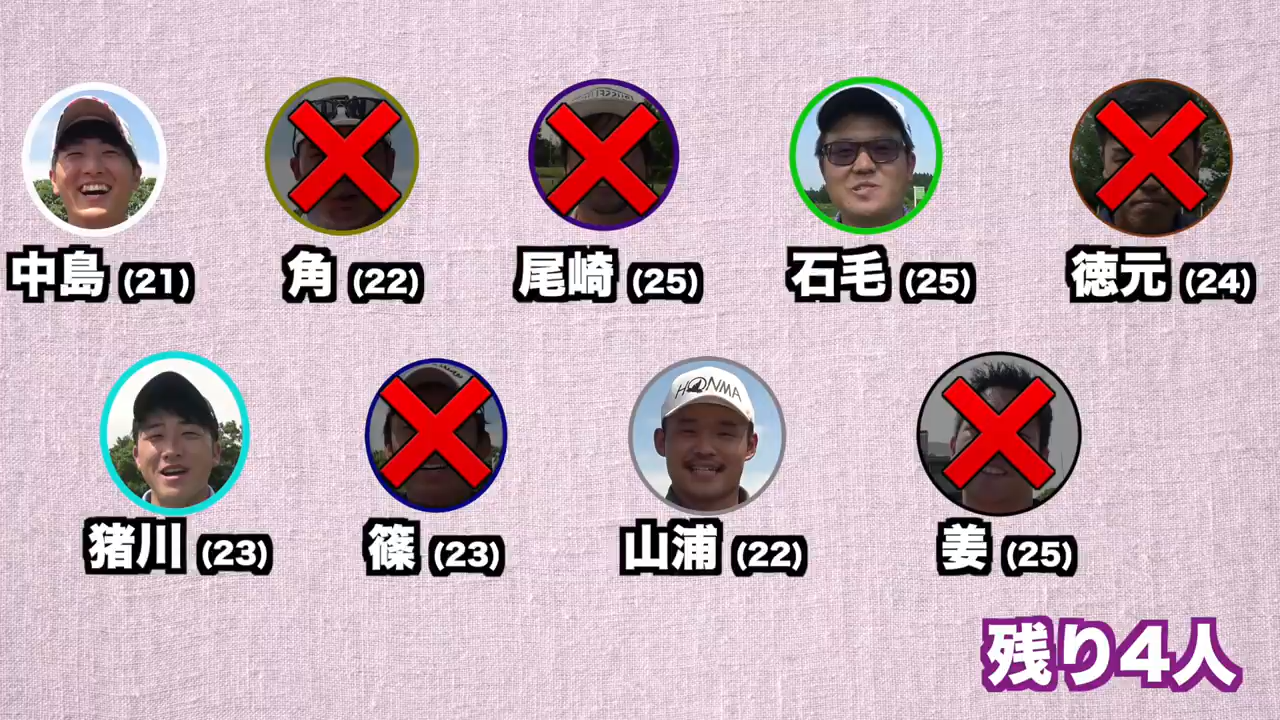 中島 (21)
角 (22)
尾崎 (25)
石毛 (25)
徳元 (24)
HONMA
猪川 (23)
篠 (23)
山浦 (22)
姜 (25)
残り4人